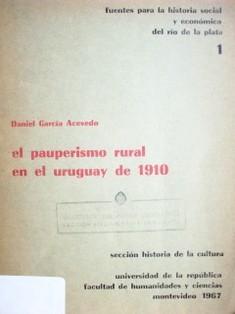 fuentes para la historia social
y económica
del río de la plata
1
Daniel García Acevedo
el pauperismo rural
en el uruguay de 1910
sección historia de la cultura
universidad de la república
facultad de humanidades y ciencias
montevideo 1967